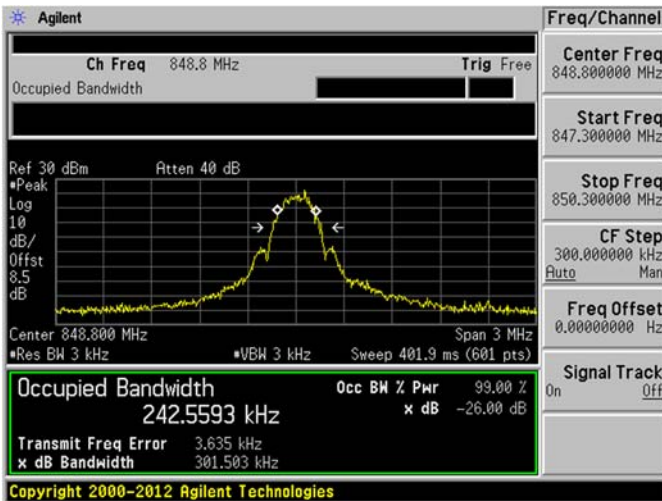 Agilent
Freq/Channel
Ch Freq 848.8 MHz Trig Free
Occupied Bandwidth
Center Freq
848.800000 MHz
Start Freq
847.300000 MHz
Stop Freq
850.300000 MHz
CF Step
300.000000 kHz
Auto Man
Freq Offset
0.00000000 Hz
Signal Track
On Off
Ref 30 dBm Atten 40 dB
#Peak
Log
10
dB/
Offst
8.5
dB
Center 848.800 MHz Span 3 MHz
#Res BW 3 kHz #VBW 3 kHz Sweep 401.9 ms (601 pts)
Occupied Bandwidth Occ BW % Pwr 99.00 %
242.5593 kHz x dB -26.00 dB
Transmit Freq Error 3.635 kHz
x dB Bandwidth 301.503 kHz
Copyright 2000-2012 Agilent Technologies